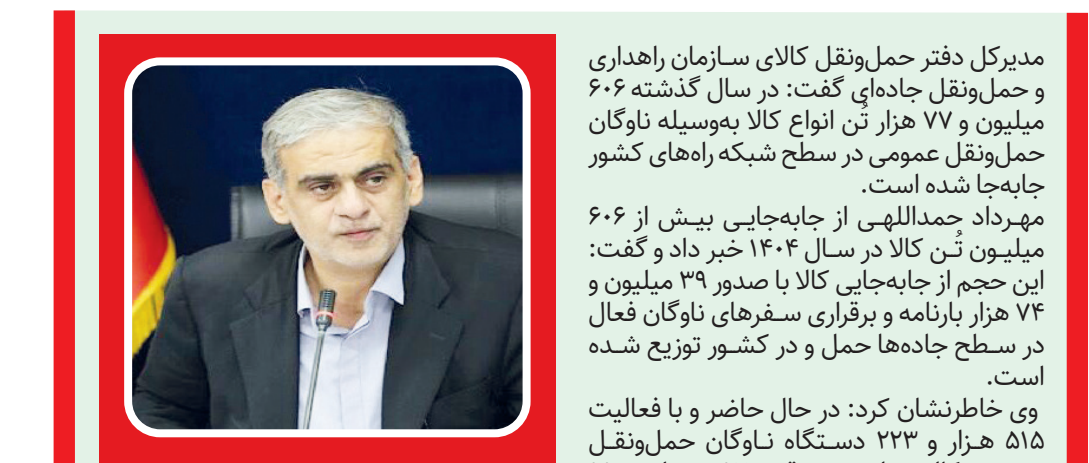 مدیرکل دفتر حمل‌ونقل کالای سازمان راهداری
و حمل‌ونقل جاده‌ای گفت: در سال گذشته ۶۰۶
میلیون و ۷۷ هزار تُن انواع کالا به‌وسیله ناوگان
حمل‌ونقل عمومی در سطح شبکه راه‌های کشور
جابه‌جا شده است.
مهرداد حمداللهی از جابه‌جایی بیش از ۶۰۶
میلیون تُن کالا در سال ۱۴۰۴ خبر داد و گفت:
این حجم از جابه‌جایی کالا با صدور ۳۹ میلیون و
۷۴ هزار بارنامه و برقراری سفرهای ناوگان فعال
در سطح جاده‌ها حمل و در کشور توزیع شده
است.
وی خاطرنشان کرد: در حال حاضر و با فعالیت
۵۱۵ هزار و ۲۲۳ دستگاه ناوگان حمل‌ونقل